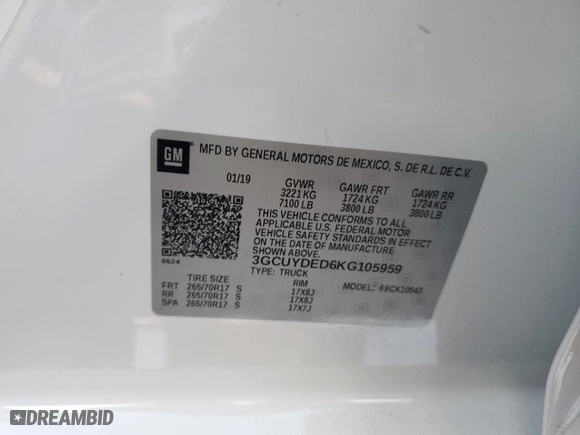 GM
MFD BY GENERAL MOTORS DE MEXICO, S. DE R.L. DE C.V.
01/19 GVWR GAWR FRT GAWR RR
3221 KG 1724 KG 1724 KG
7100 LB 3800 LB 3800 LB
THIS VEHICLE CONFORMS TO ALL
APPLICABLE U.S. FEDERAL MOTOR
VEHICLE SAFETY STANDARDS IN EFFECT
ON THE DATE OF MANUFACTURE SHOWN ABOVE.
3GCUYDED6KG105959
0624 TYPE: TRUCK MODEL: 69CK10543
TIRE SIZE RIM
FRT 265/70R17 S 17X8J
RR 265/70R17 S 17X8J
SPA 265/70R17 S 17X7J
DREAMBID